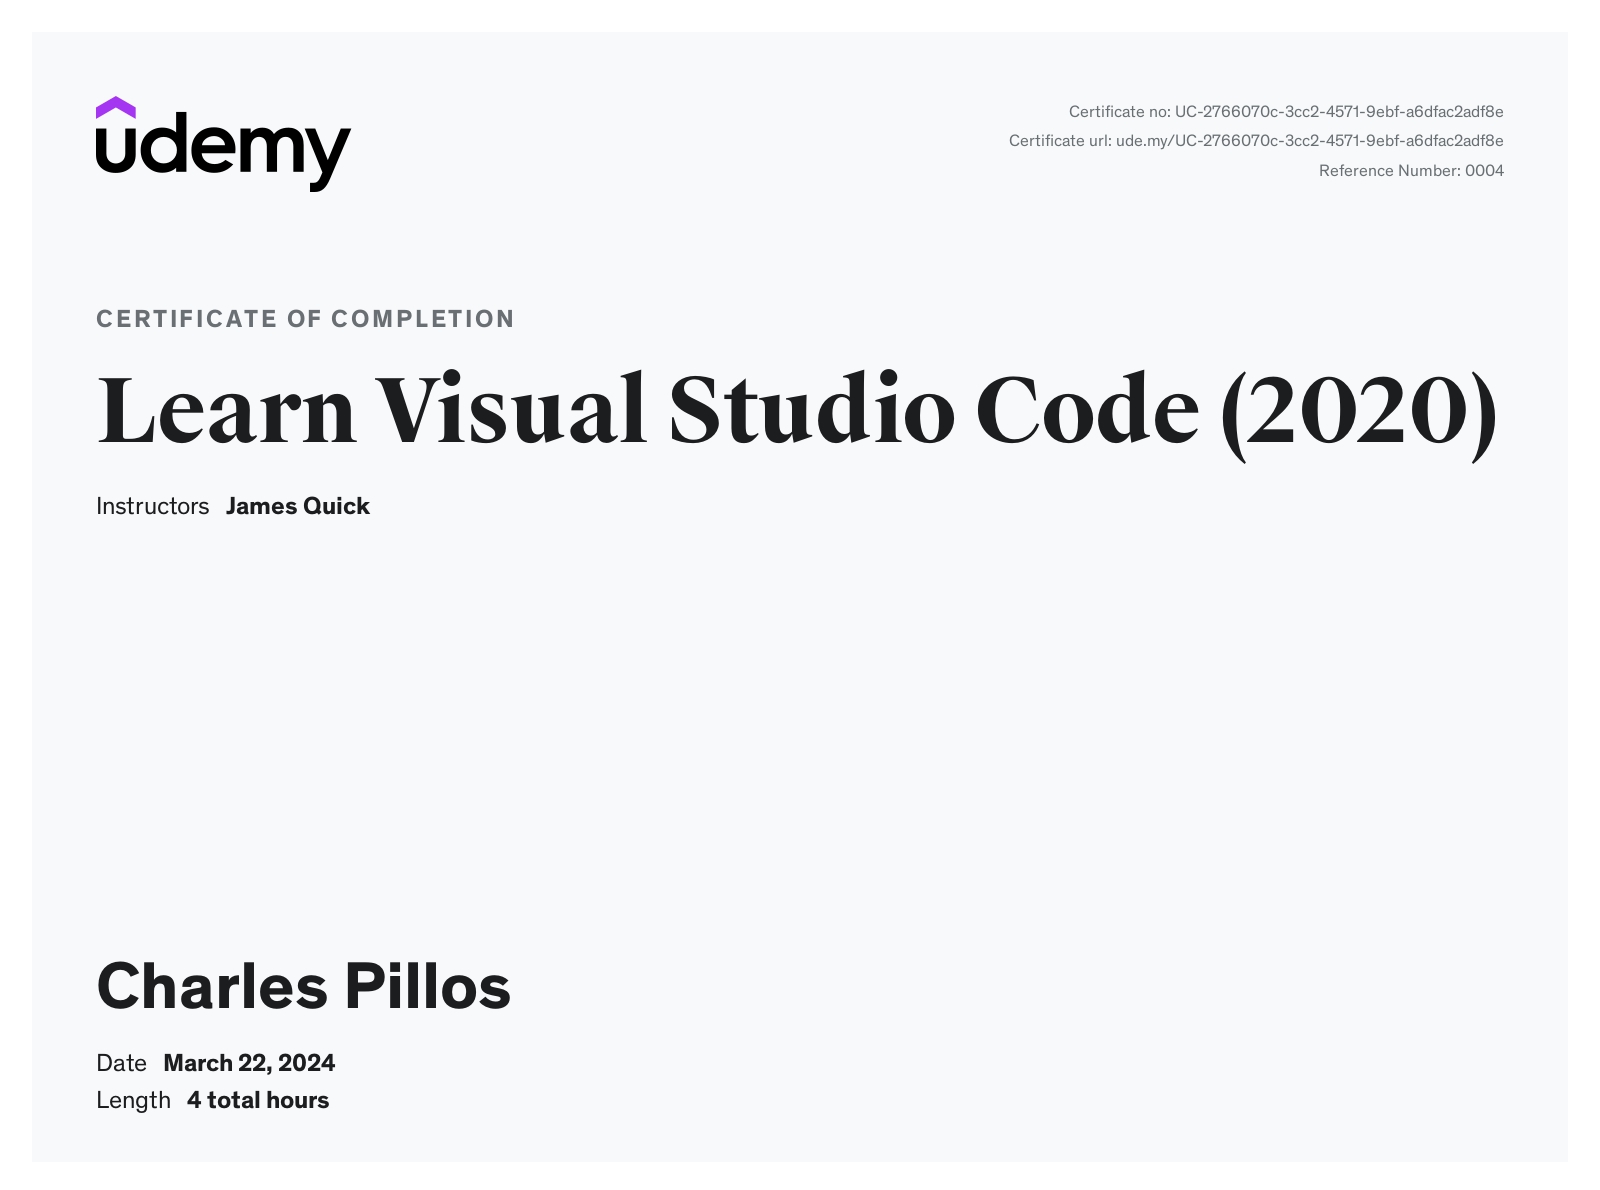 udemy
Certificate no: UC-2766070c-3cc2-4571-9ebf-a6dfac2adf8e
Certificate url: ude.my/UC-2766070c-3cc2-4571-9ebf-a6dfac2adf8e
Reference Number: 0004
CERTIFICATE OF COMPLETION
Learn Visual Studio Code (2020)
Instructors James Quick
Charles Pillos
Date March 22, 2024
Length 4 total hours